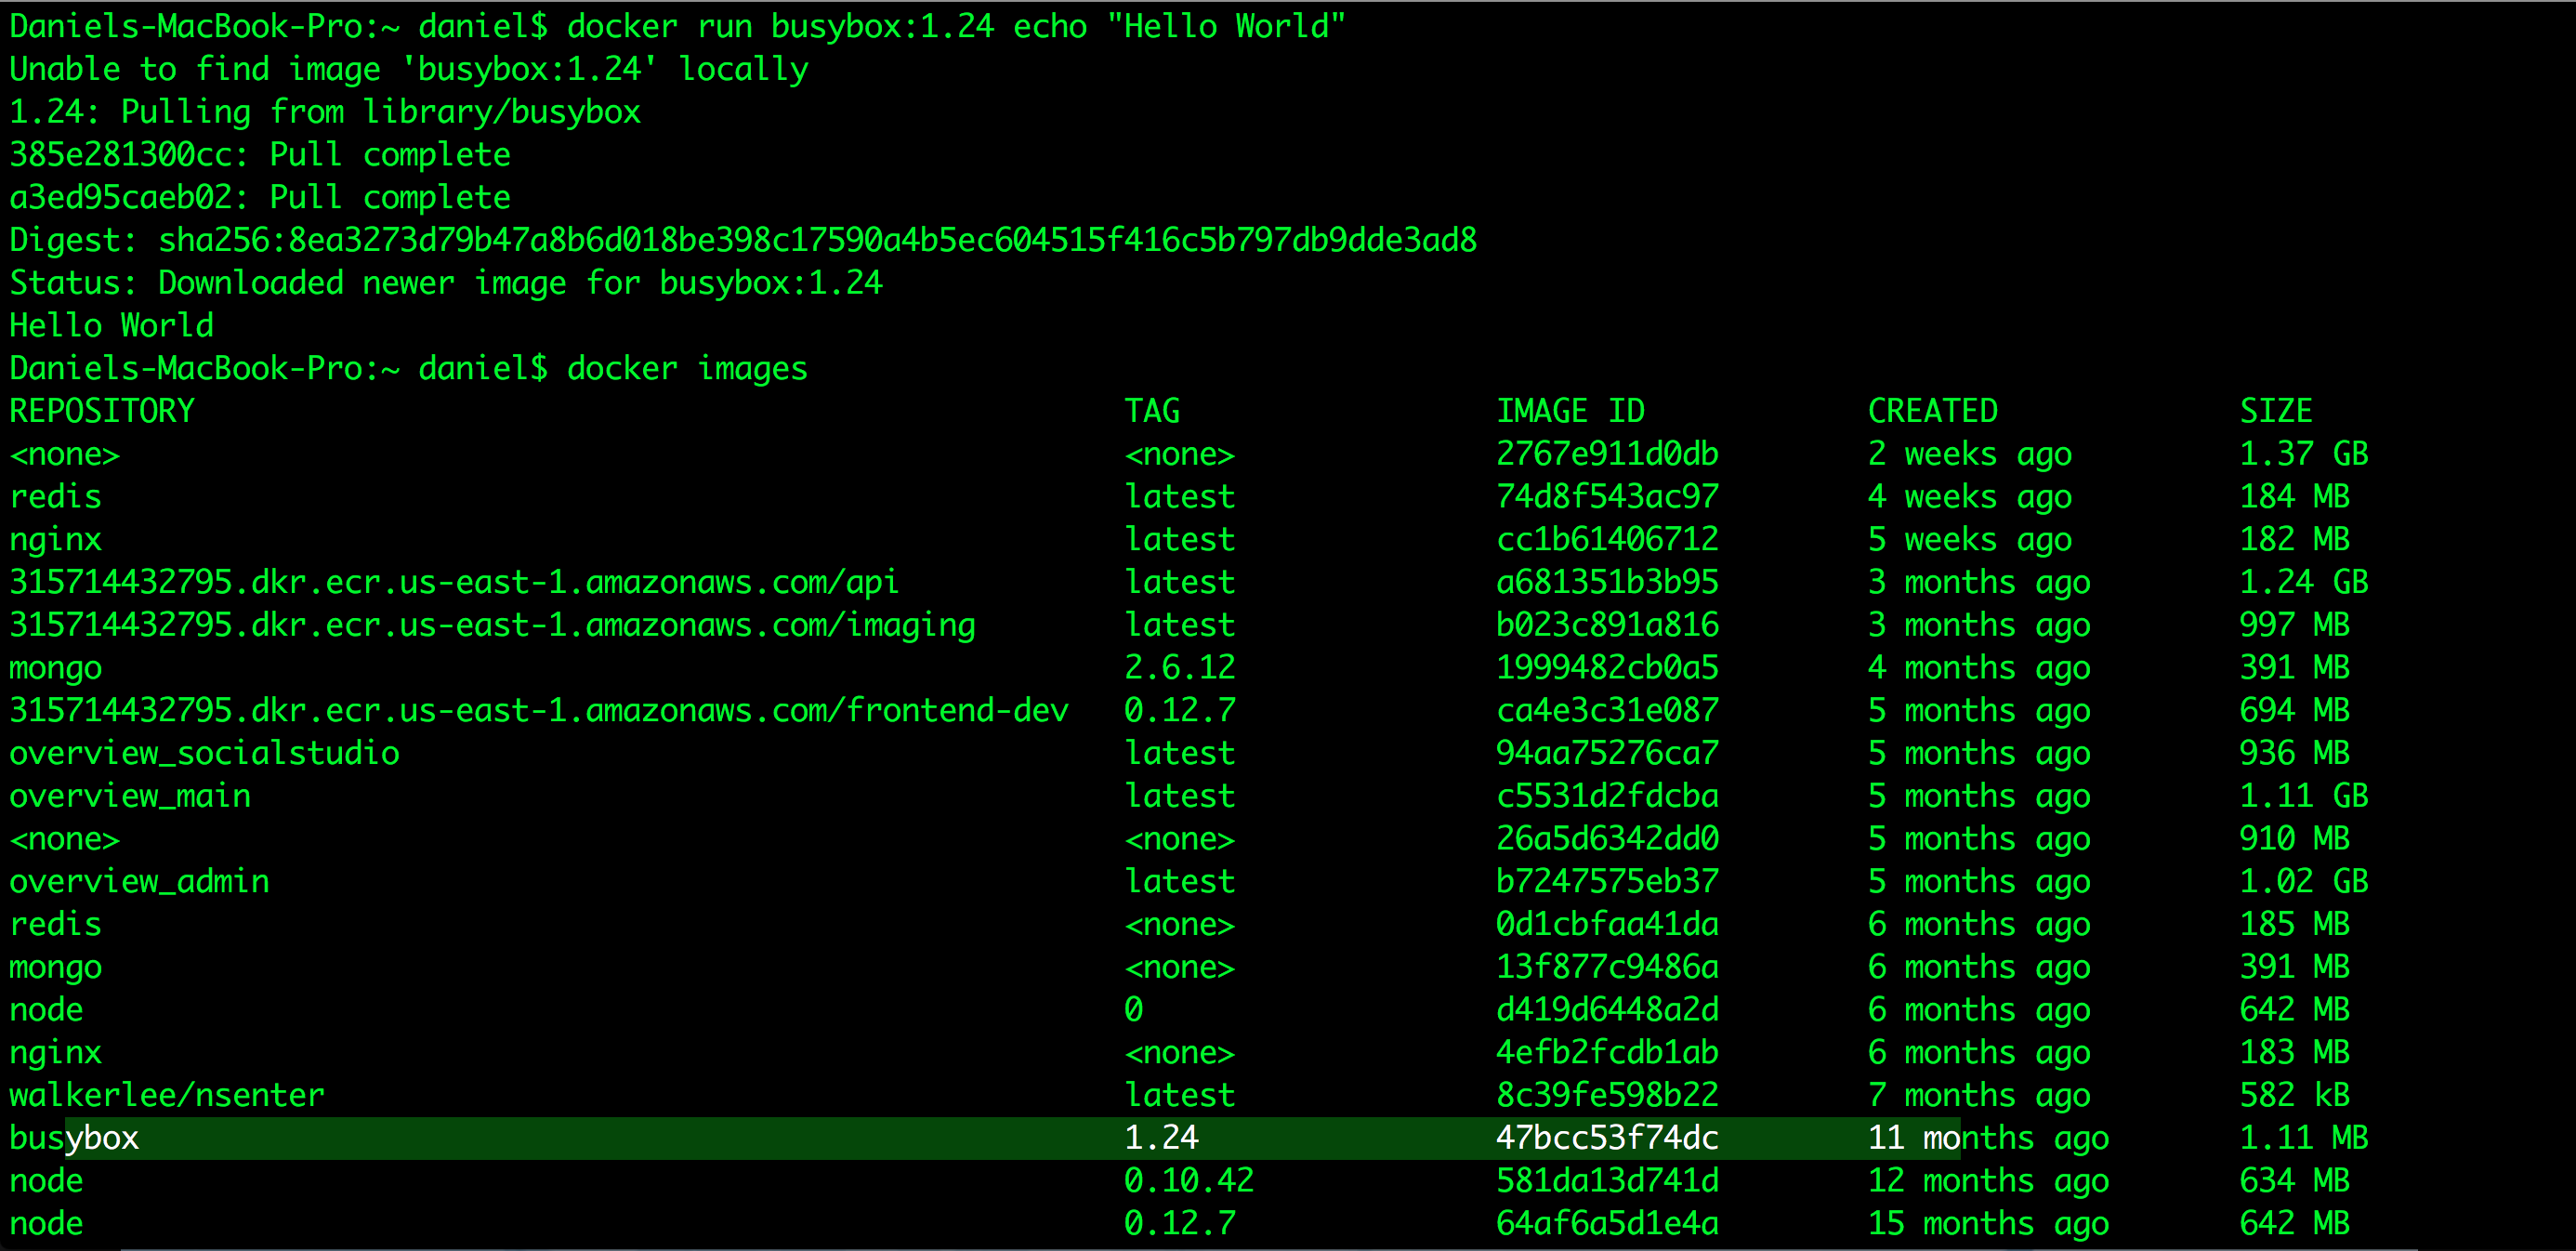 Daniels-MacBook-Pro:~ daniel$ docker run busybox:1.24 echo "Hello World"
Unable to find image 'busybox:1.24' locally
1.24: Pulling from library/busybox
385e281300cc: Pull complete
a3ed95caeb02: Pull complete
Digest: sha256:8ea3273d79b47a8b6d018be398c17590a4b5ec604515f416c5b797db9dde3ad8
Status: Downloaded newer image for busybox:1.24
Hello World
Daniels-MacBook-Pro:~ daniel$ docker images
REPOSITORY TAG IMAGE ID CREATED SIZE
<none> <none> 2767e911d0db 2 weeks ago 1.37 GB
redis latest 74d8f543ac97 4 weeks ago 184 MB
nginx latest cc1b61406712 5 weeks ago 182 MB
315714432795.dkr.ecr.us-east-1.amazonaws.com/api latest a681351b3b95 3 months ago 1.24 GB
315714432795.dkr.ecr.us-east-1.amazonaws.com/imaging latest b023c891a816 3 months ago 997 MB
mongo 2.6.12 1999482cb0a5 4 months ago 391 MB
315714432795.dkr.ecr.us-east-1.amazonaws.com/frontend-dev 0.12.7 ca4e3c31e087 5 months ago 694 MB
overview_socialstudio latest 94aa75276ca7 5 months ago 936 MB
overview_main latest c5531d2fdcba 5 months ago 1.11 GB
<none> <none> 26a5d6342dd0 5 months ago 910 MB
overview_admin latest b7247575eb37 5 months ago 1.02 GB
redis <none> 0d1cbfaa41da 6 months ago 185 MB
mongo <none> 13f877c9486a 6 months ago 391 MB
node 0 d419d6448a2d 6 months ago 642 MB
nginx <none> 4efb2fcdb1ab 6 months ago 183 MB
walkerlee/nsenter latest 8c39fe598b22 7 months ago 582 kB
busybox 1.24 47bcc53f74dc 11 months ago 1.11 MB
node 0.10.42 581da13d741d 12 months ago 634 MB
node 0.12.7 64af6a5d1e4a 15 months ago 642 MB